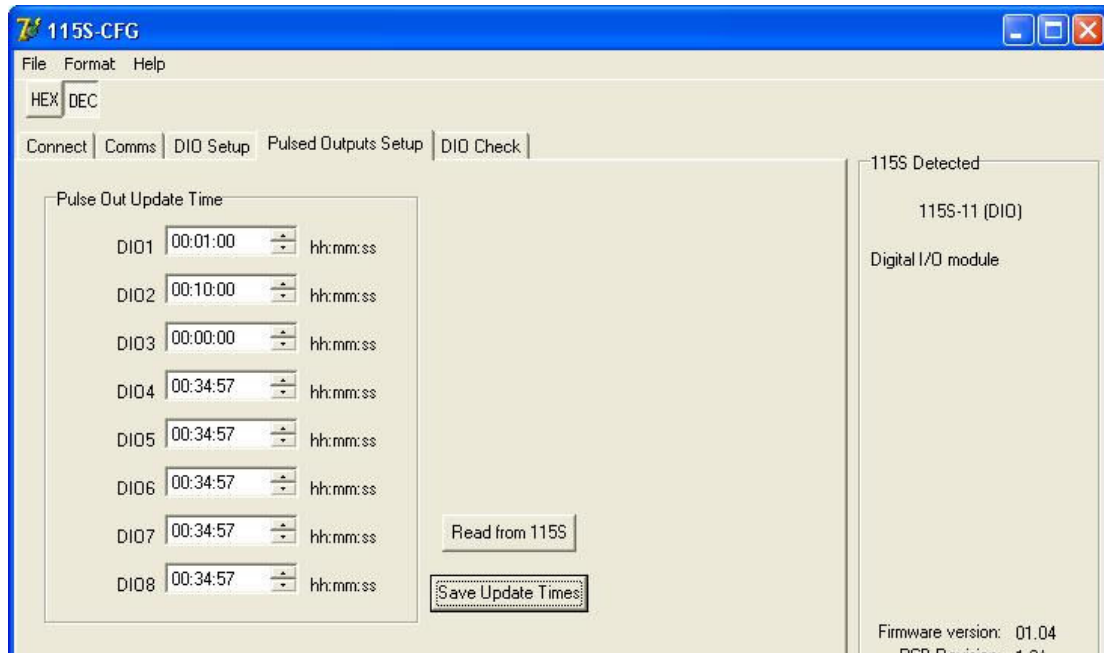 115S-CFG
File Format Help
HEX DEC
Connect Comms DIO Setup Pulsed Outputs Setup DIO Check
Pulse Out Update Time
DIO1 00:01:00 hh:mm:ss
DIO2 00:10:00 hh:mm:ss
DIO3 00:00:00 hh:mm:ss
DIO4 00:34:57 hh:mm:ss
DIO5 00:34:57 hh:mm:ss
DIO6 00:34:57 hh:mm:ss
DIO7 00:34:57 hh:mm:ss
DIO8 00:34:57 hh:mm:ss
Read from 115S
Save Update Times
115S Detected
115S-11 (DIO)
Digital I/O module
Firmware version: 01.04